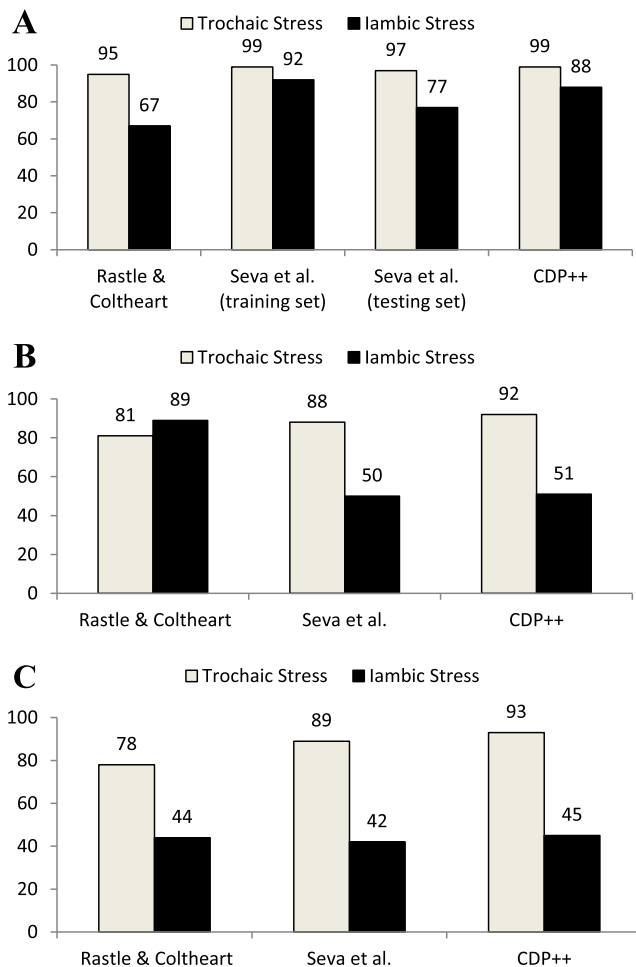 A
Trochaic Stress Iambic Stress
95 67 99 92 97 77 99 88
100
80
60
40
20
0
Rastle & Coltheart
Seva et al. (training set)
Seva et al. (testing set)
CDP++
B
Trochaic Stress Iambic Stress
81 89 88 50 92 51
100
80
60
40
20
0
Rastle & Coltheart Seva et al. CDP++
C
Trochaic Stress Iambic Stress
78 44 89 42 93 45
100
80
60
40
20
0
Rastle & Coltheart Seva et al. CDP++